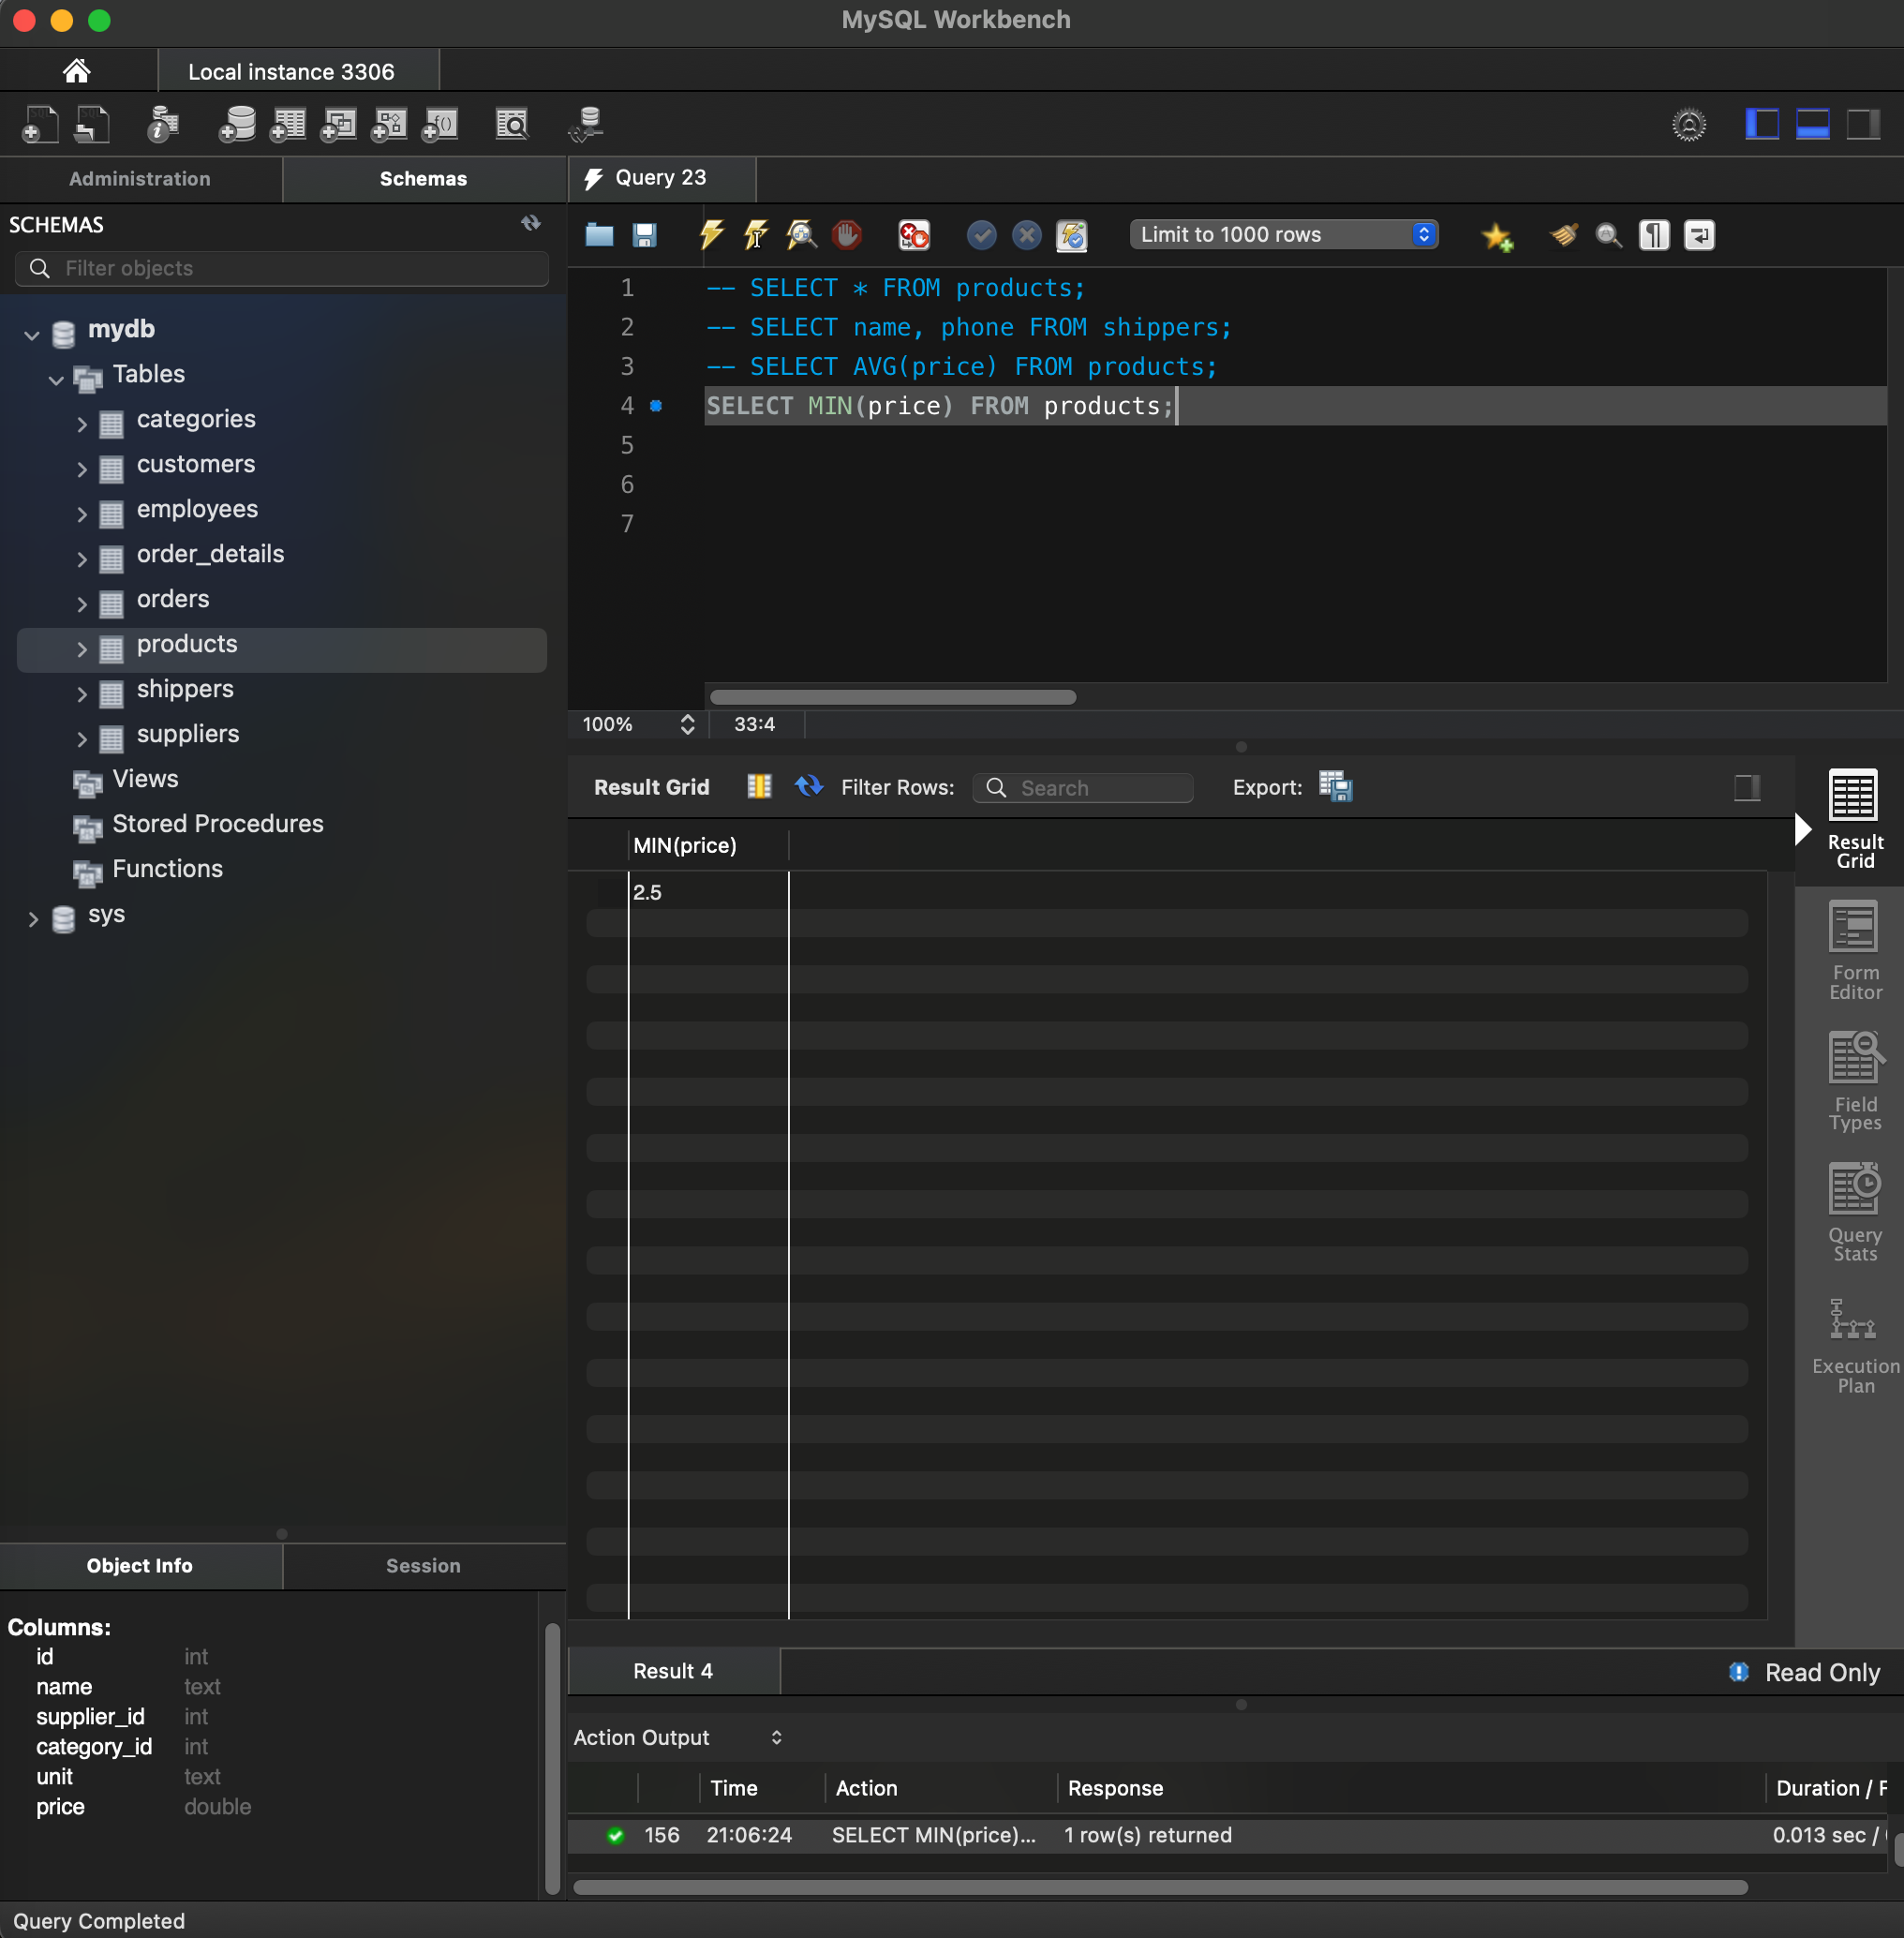 MySQL Workbench
Local instance 3306
Administration
Schemas
SCHEMAS
Filter objects
mydb
Tables
categories
customers
employees
order_details
orders
products
shippers
suppliers
Views
Stored Procedures
Functions
sys
Object Info
Session
Columns:
id int
name text
supplier_id int
category_id int
unit text
price double
Query 23
Limit to 1000 rows
1 -- SELECT * FROM products;
2 -- SELECT name, phone FROM shippers;
3 -- SELECT AVG(price) FROM products;
4 SELECT MIN(price) FROM products;
5
6
7
100% 33:4
Result Grid Filter Rows: Search Export:
MIN(price)
2.5
Result
Grid
Form
Editor
Field
Types
Query
Stats
Execution
Plan
Result 4
Read Only
Action Output
Time Action Response Duration / F
156 21:06:24 SELECT MIN(price)... 1 row(s) returned 0.013 sec /
Query Completed